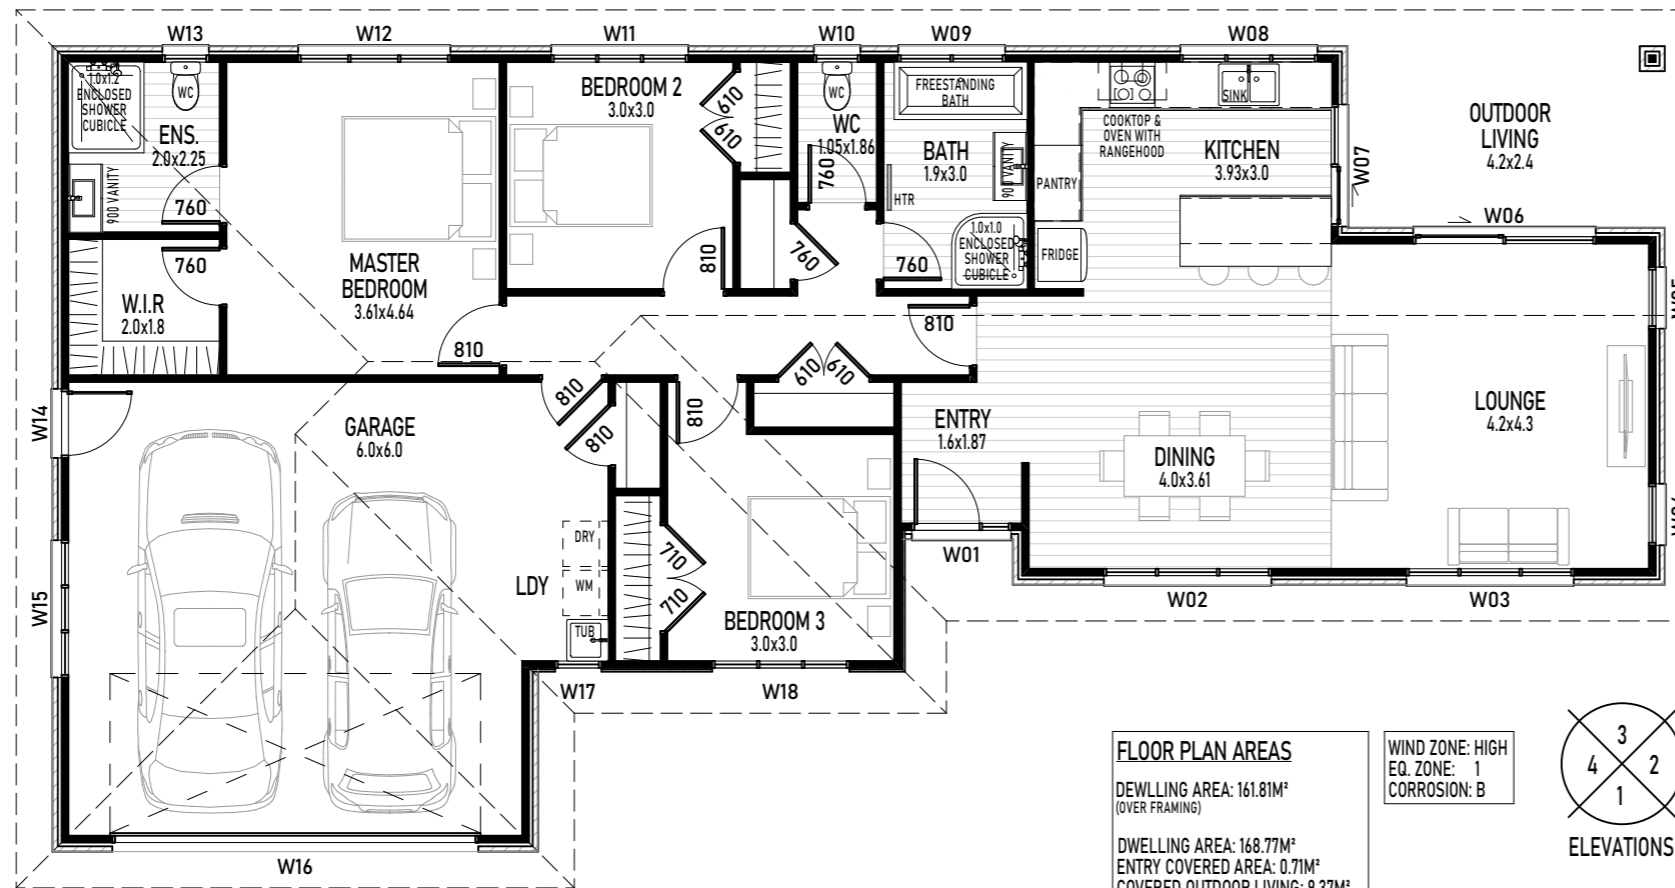 W13
W12
W11
W10
W09
W08
1.0x1.2
ENCLOSED
SHOWER
CUBICLE
WC
ENS.
2.0x2.25
900 VANITY
760
760
W.I.R
2.0x1.8
MASTER
BEDROOM
3.61x4.64
810
BEDROOM 2
3.0x3.0
610
610
810
WC
WC
1.05x1.86
760
760
FREESTANDING
BATH
BATH
1.9x3.0
HTR
900 VANITY
1.0x1.0
ENCLOSED
SHOWER
CUBICLE
760
810
COOKTOP &
OVEN WITH
RANGEHOOD
SINK
KITCHEN
3.93x3.0
PANTRY
FRIDGE
W07
OUTDOOR
LIVING
4.2x2.4
W06
W05
W14
GARAGE
6.0x6.0
810
810
810
610
610
ENTRY
1.6x1.87
DINING
4.0x3.61
LOUNGE
4.2x4.3
W15
DRY
LDY
WM
TUB
710
710
BEDROOM 3
3.0x3.0
W01
W02
W03
W17
W18
W16
FLOOR PLAN AREAS
DEWLLING AREA: 161.81M²
(OVER FRAMING)
DWELLING AREA: 168.77M²
ENTRY COVERED AREA: 0.71M²
COVERED OUTDOOR LIVING: 9.37M²
WIND ZONE: HIGH
EQ. ZONE: 1
CORROSION: B
3
4
2
1
ELEVATIONS